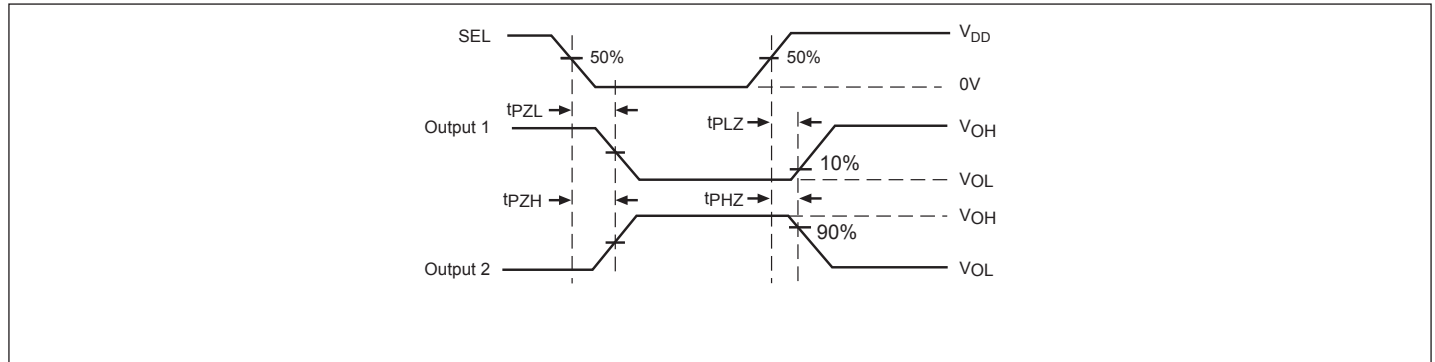 SEL
50%
50%
VDD
0V
tPZL
tPLZ
Output 1
VOH
10%
VOL
tPZH
tPHZ
VOH
90%
Output 2
VOL